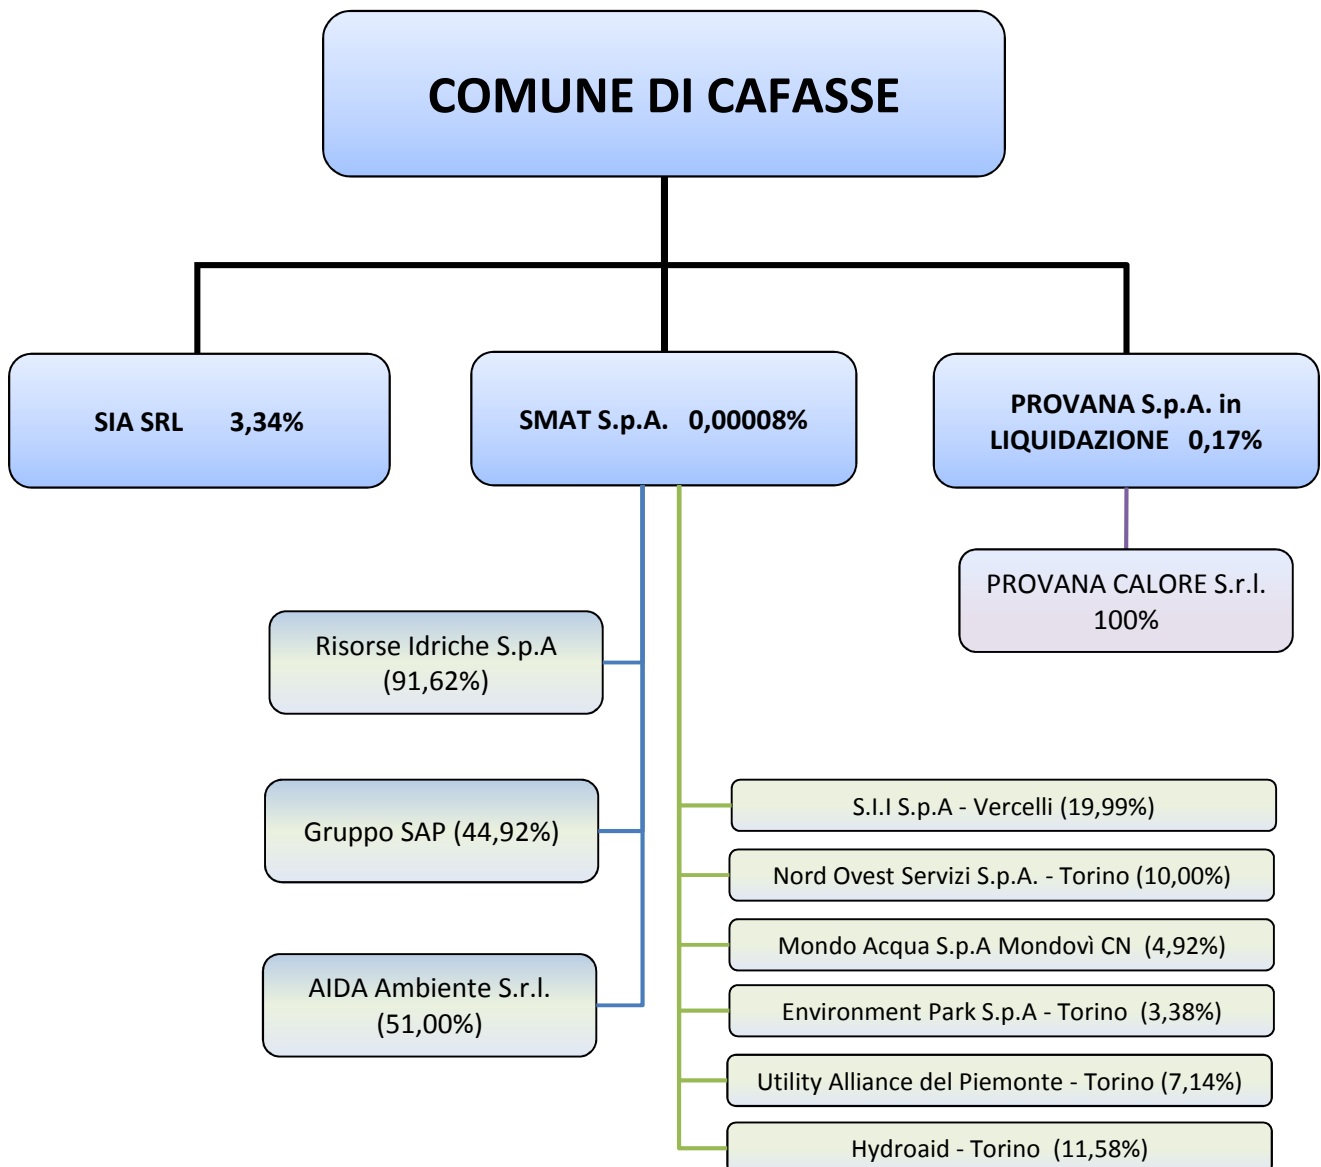 COMUNE DI CAFASSE
SIA SRL 3,34%
SMAT S.p.A. 0,00008%
PROVANA S.p.A. in
LIQUIDAZIONE 0,17%
PROVANA CALORE S.r.l.
100%
Risorse Idriche S.p.A
(91,62%)
Gruppo SAP (44,92%)
AIDA Ambiente S.r.l.
(51,00%)
S.I.I S.p.A - Vercelli (19,99%)
Nord Ovest Servizi S.p.A. - Torino (10,00%)
Mondo Acqua S.p.A Mondovì CN (4,92%)
Environment Park S.p.A - Torino (3,38%)
Utility Alliance del Piemonte - Torino (7,14%)
Hydroaid - Torino (11,58%)